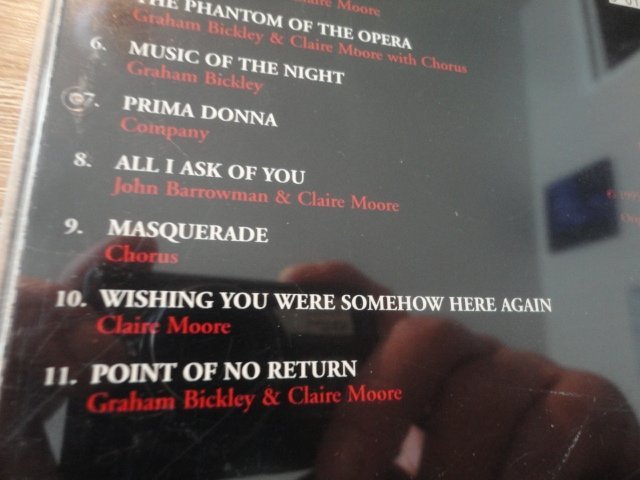 Claire Moore
THE PHANTOM OF THE OPERA
Graham Bickley & Claire Moore with Chorus
6. MUSIC OF THE NIGHT
Graham Bickley
7. PRIMA DONNA
Company
8. ALL I ASK OF YOU
John Barrowman & Claire Moore
9. MASQUERADE
Chorus
10. WISHING YOU WERE SOMEHOW HERE AGAIN
Claire Moore
11. POINT OF NO RETURN
Graham Bickley & Claire Moore